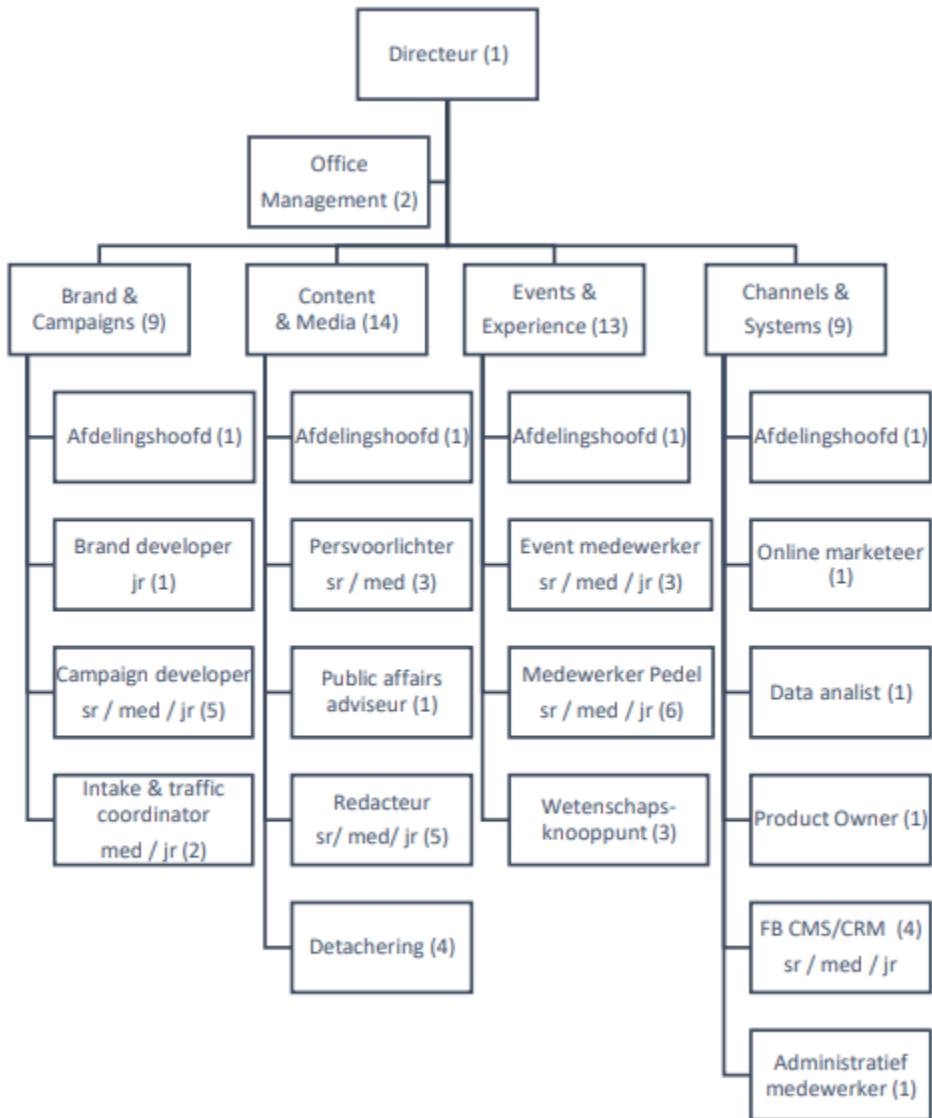 Directeur (1)
Office
Management (2)
Brand &
Campaigns (9)
Content
& Media (14)
Events &
Experience (13)
Channels &
Systems (9)
Afdelingshoofd (1)
Brand developer
jr (1)
Campaign developer
sr / med / jr (5)
Intake & traffic
coordinator
med / jr (2)
Afdelingshoofd (1)
Persvoorlichter
sr / med (3)
Public affairs
adviseur (1)
Redacteur
sr/ med/ jr (5)
Detachering (4)
Afdelingshoofd (1)
Event medewerker
sr / med / jr (3)
Medewerker Pedel
sr / med / jr (6)
Wetenschaps-
knooppunt (3)
Afdelingshoofd (1)
Online marketeer
(1)
Data analist (1)
Product Owner (1)
FB CMS/CRM (4)
sr / med / jr
Administratief
medewerker (1)